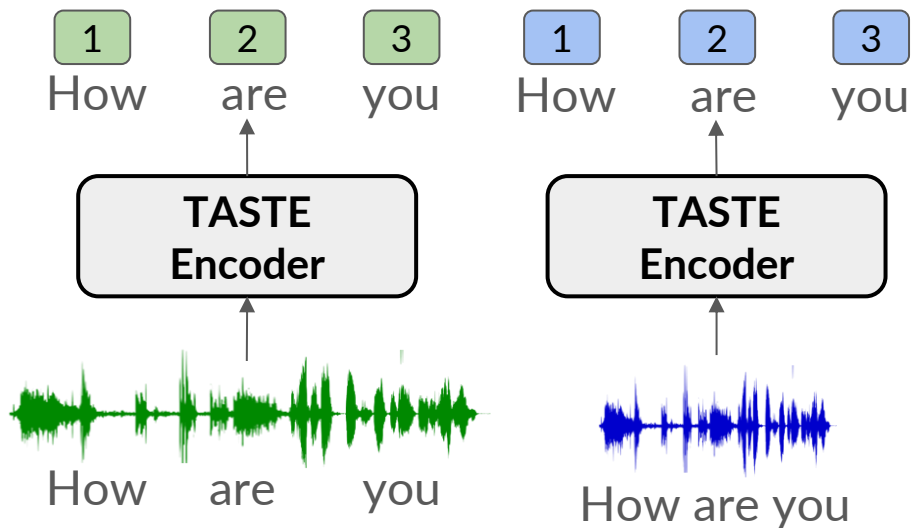 1 2 3 1 2 3
How are you How are you
TASTE Encoder
TASTE Encoder
How are you
How are you